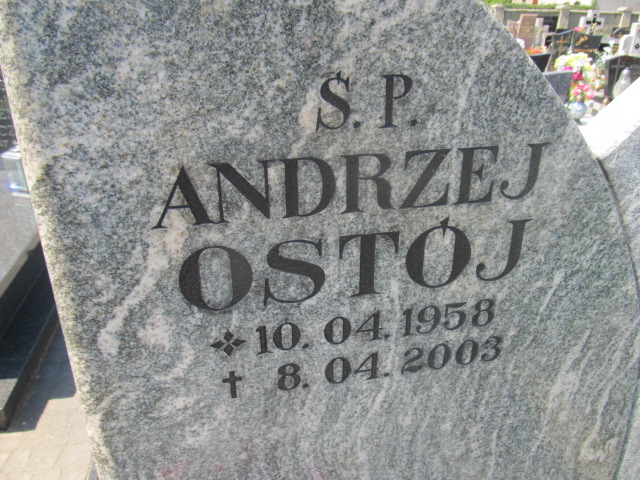 Ś.P.
ANDRZEJ
OSTÓJ
✥ 10.04.1958
✝ 8.04.2003